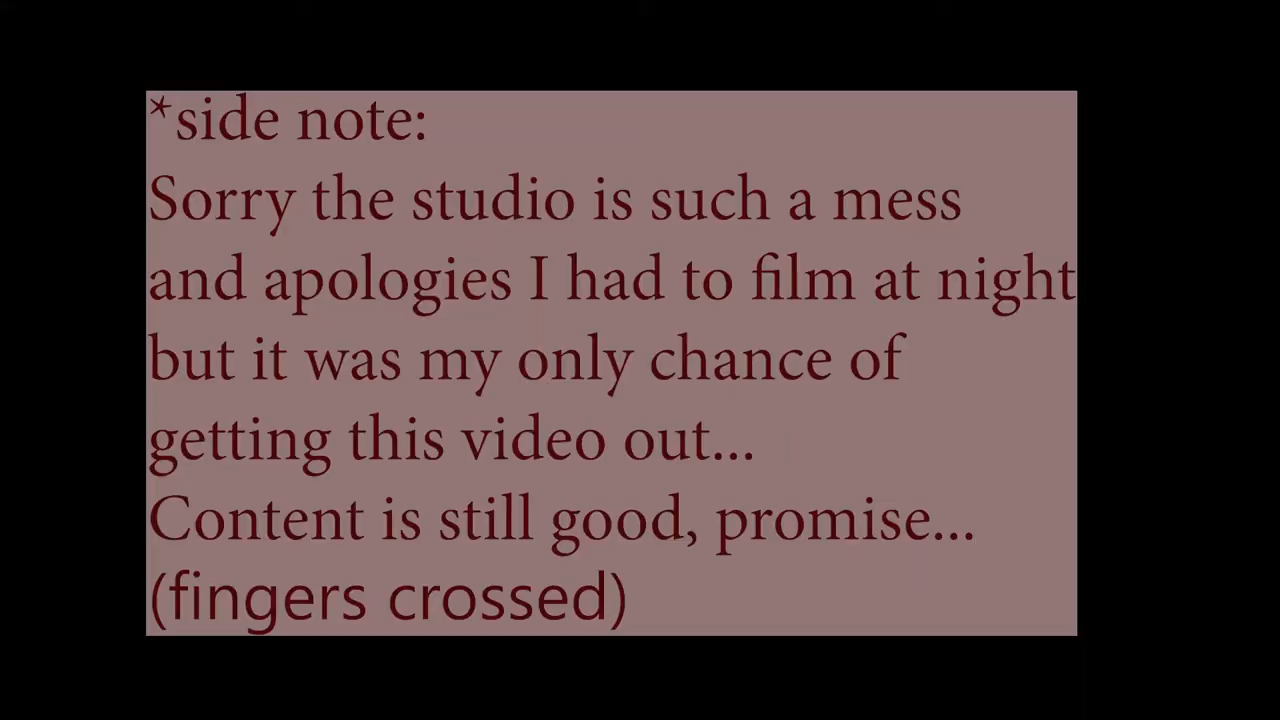 *side note:
Sorry the studio is such a mess
and apologies I had to film at night
but it was my only chance of
getting this video out...
Content is still good, promise...
(fingers crossed)